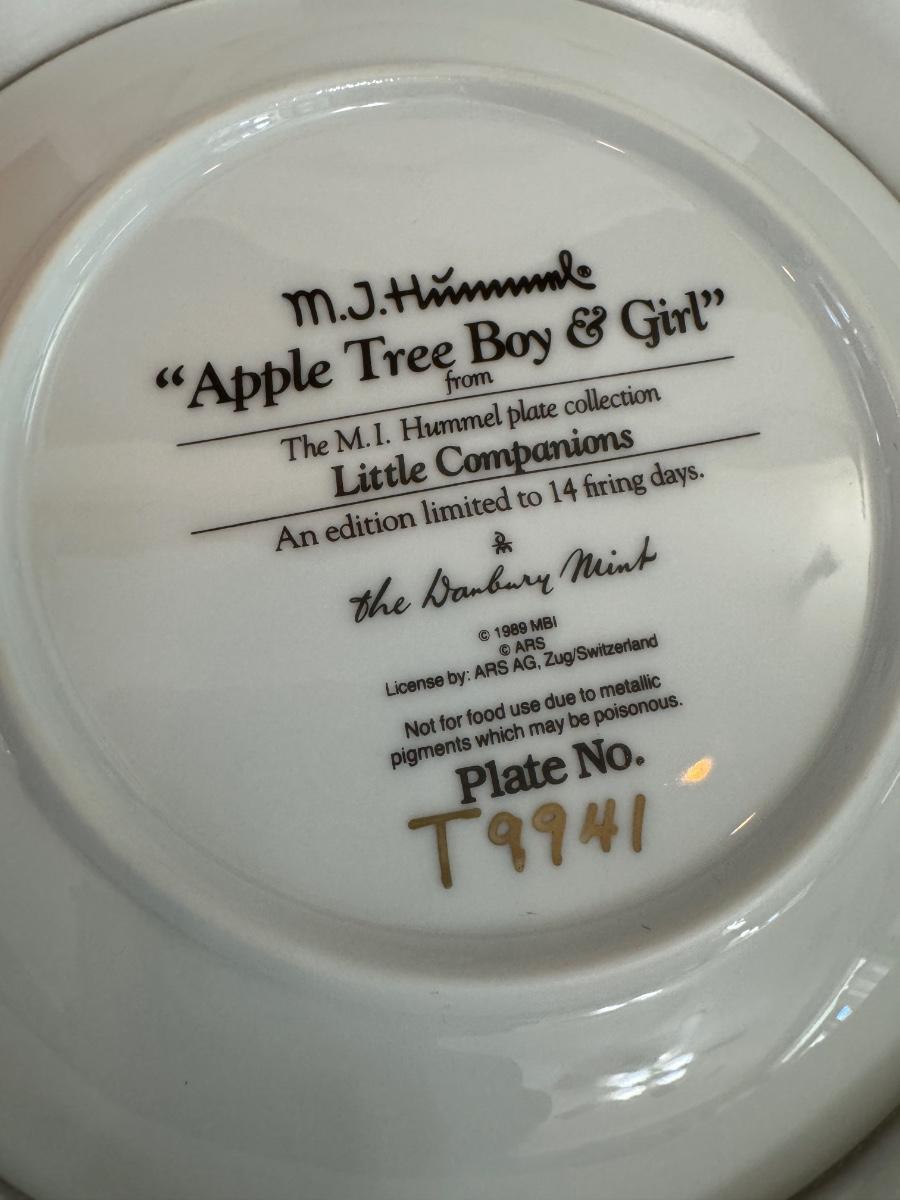 M.J.Hummel®
“Apple Tree Boy & Girl”
from
The M.I. Hummel plate collection
Little Companions
An edition limited to 14 firing days.
the Danbury Mint
© 1989 MBI
© ARS
License by: ARS AG, Zug/Switzerland
Not for food use due to metallic
pigments which may be poisonous.
Plate No.
T9941